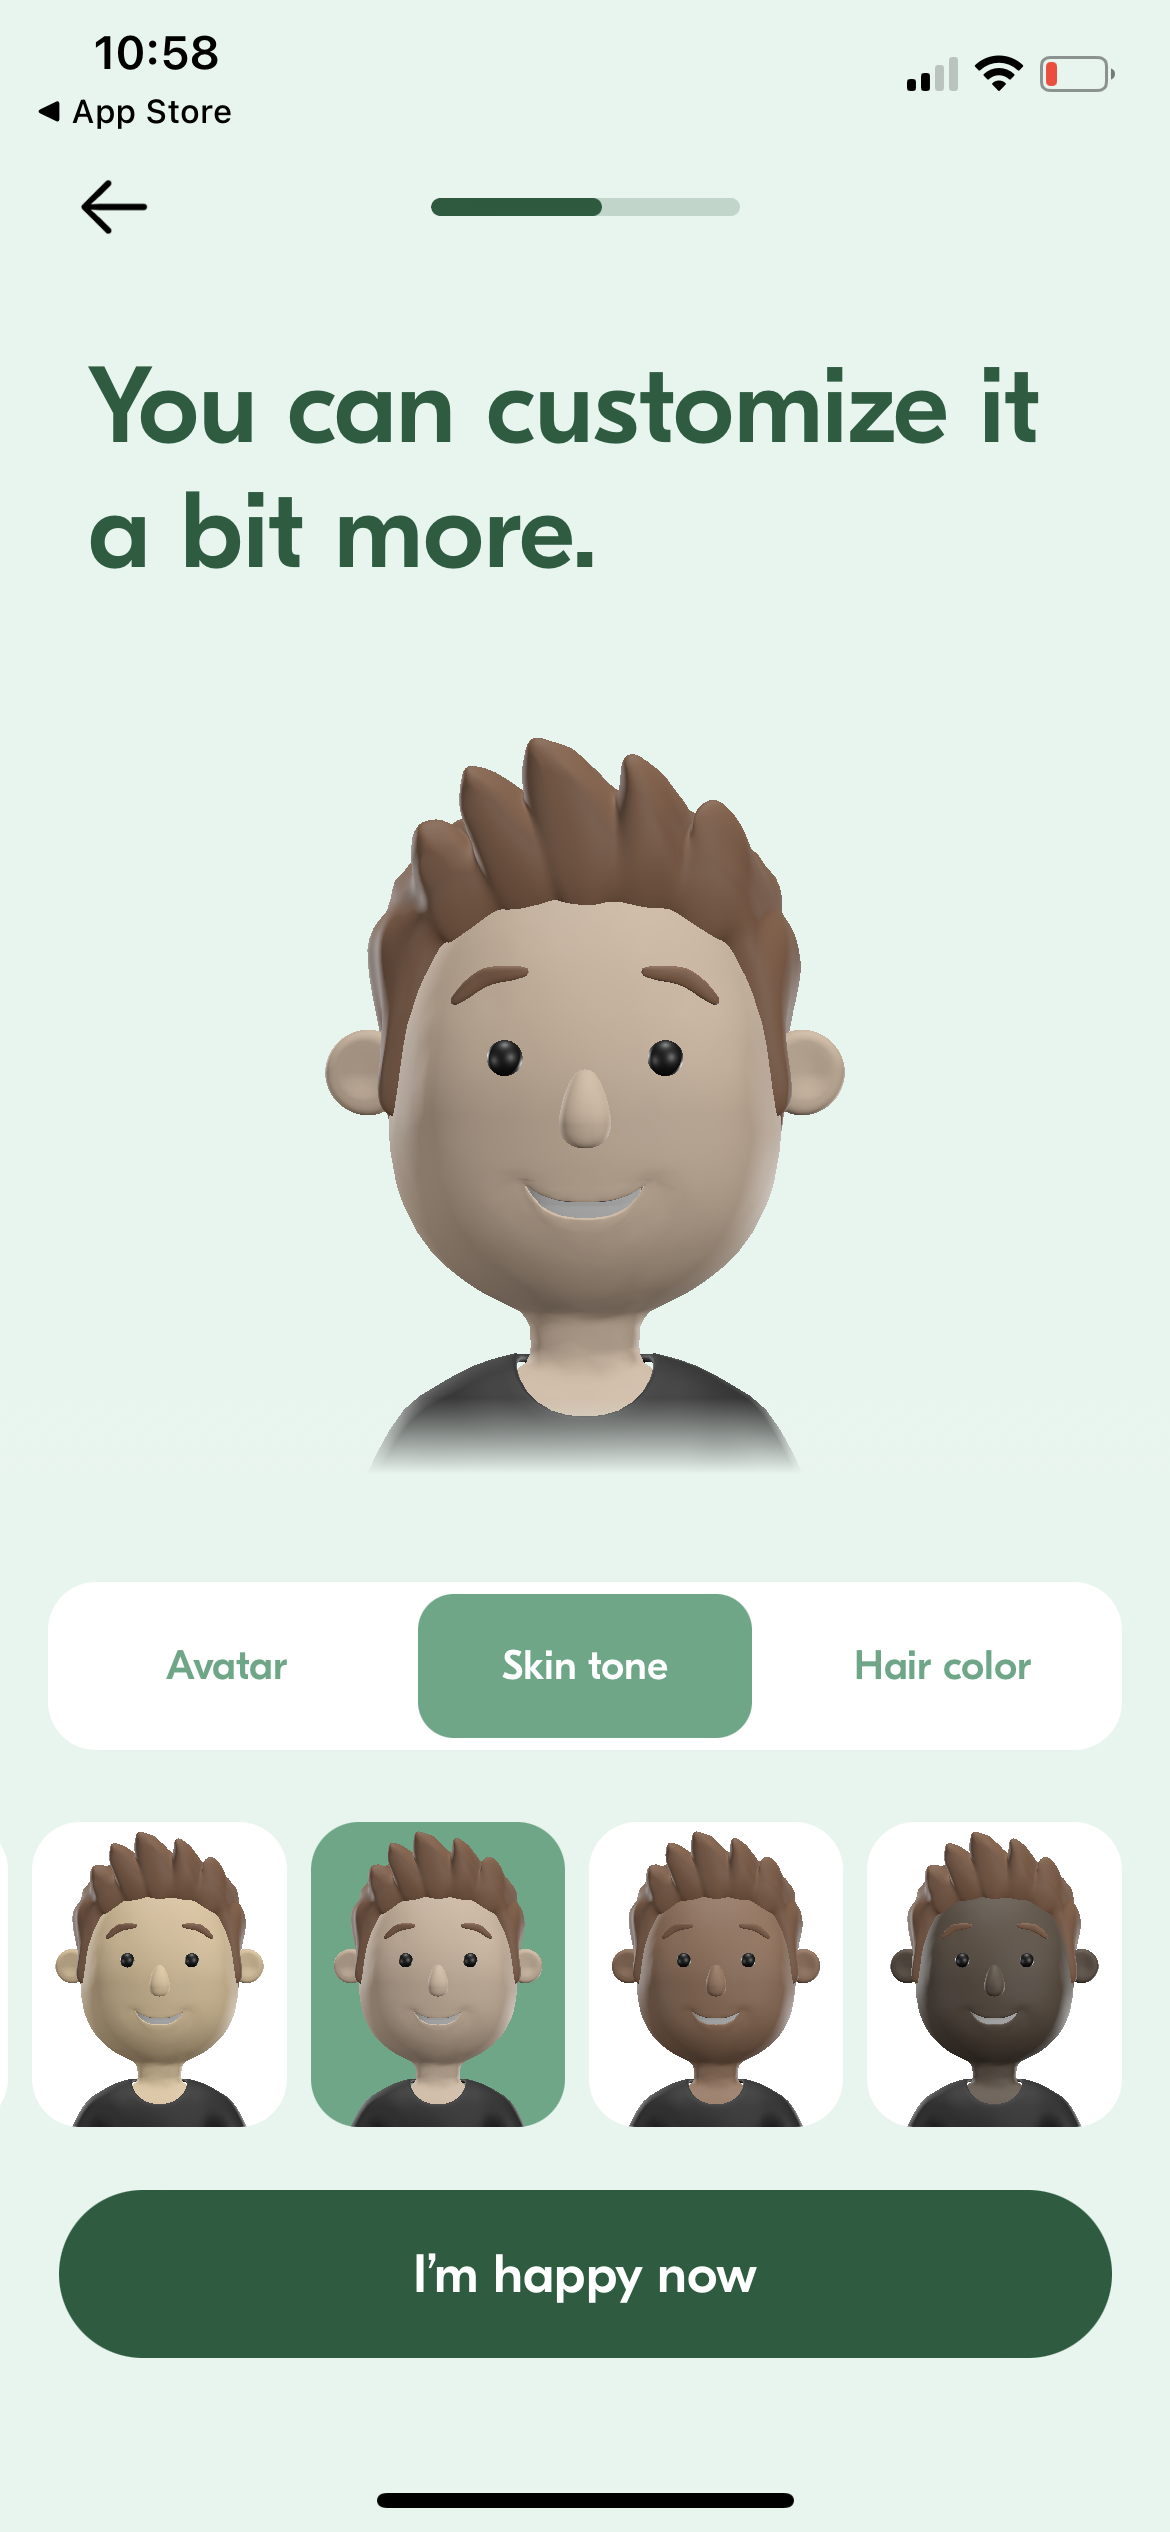 10:58
◀ App Store
You can customize it
a bit more.
Avatar
Skin tone
Hair color
I’m happy now